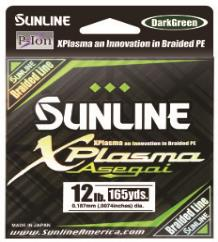 SUNLINE
DarkGreen
P-Ion
XPlasma an Innovation in Braided PE
Braided Line
SUNLINE
XPlasma an innovation in Braided PE
XPlasma
Asegai
12lb. 165yds.
0.187mm (.0074inches) dia.
MADE IN JAPAN
Braided Line
www.SunlineAmerica.com